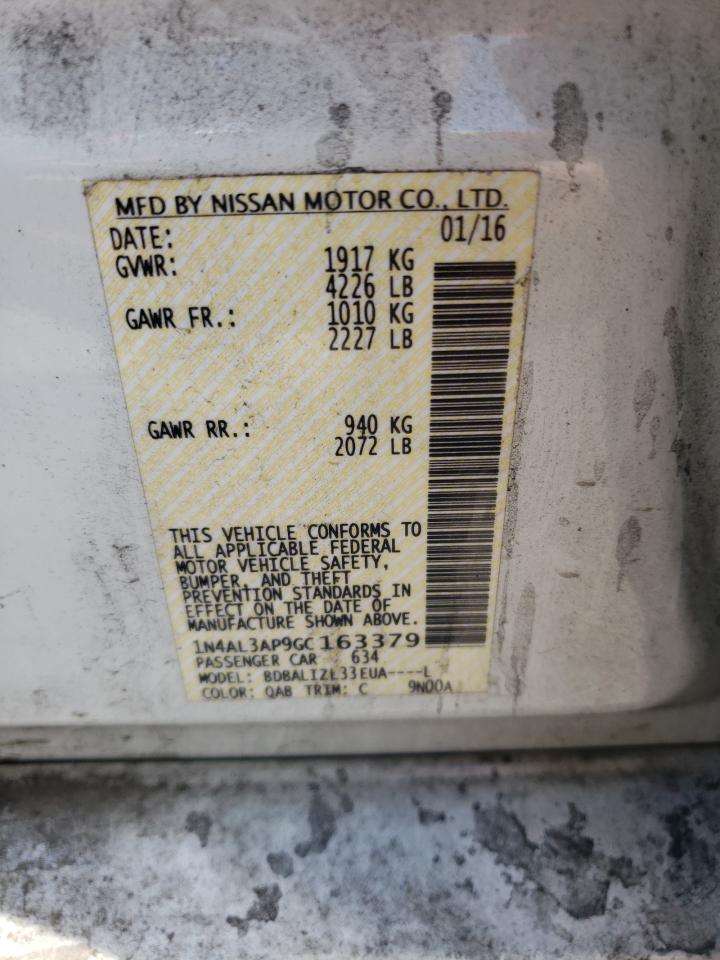 MFD BY NISSAN MOTOR CO., LTD.
DATE: 01/16
GVWR: 1917 KG
4226 LB
GAWR FR.: 1010 KG
2227 LB
GAWR RR.: 940 KG
2072 LB
THIS VEHICLE CONFORMS TO
ALL APPLICABLE FEDERAL
MOTOR VEHICLE SAFETY,
BUMPER, AND THEFT
PREVENTION STANDARDS IN
EFFECT ON THE DATE OF
MANUFACTURE SHOWN ABOVE.
1N4AL3AP9GC163379
PASSENGER CAR 634
MODEL: BDBALIZL33EUA----L
COLOR: QAB TRIM: C 9N00A